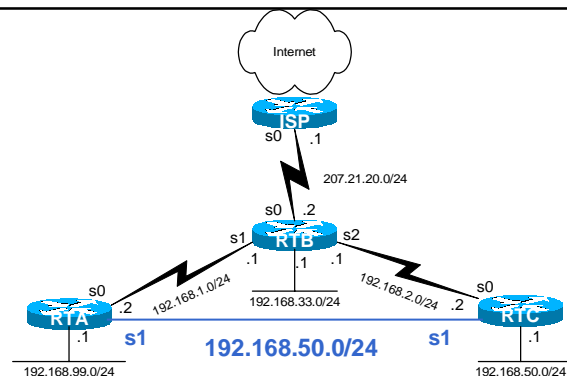 Internet
ISP
s0 .1
207.21.20.0/24
s0 .2
s1 RTB s2
.1 .1 .1
192.168.1.0/24
192.168.33.0/24
192.168.2.0/24
s0 .2
.2 s0
RTA
RTC
.1 s1 192.168.50.0/24 s1 .1
192.168.99.0/24
192.168.50.0/24